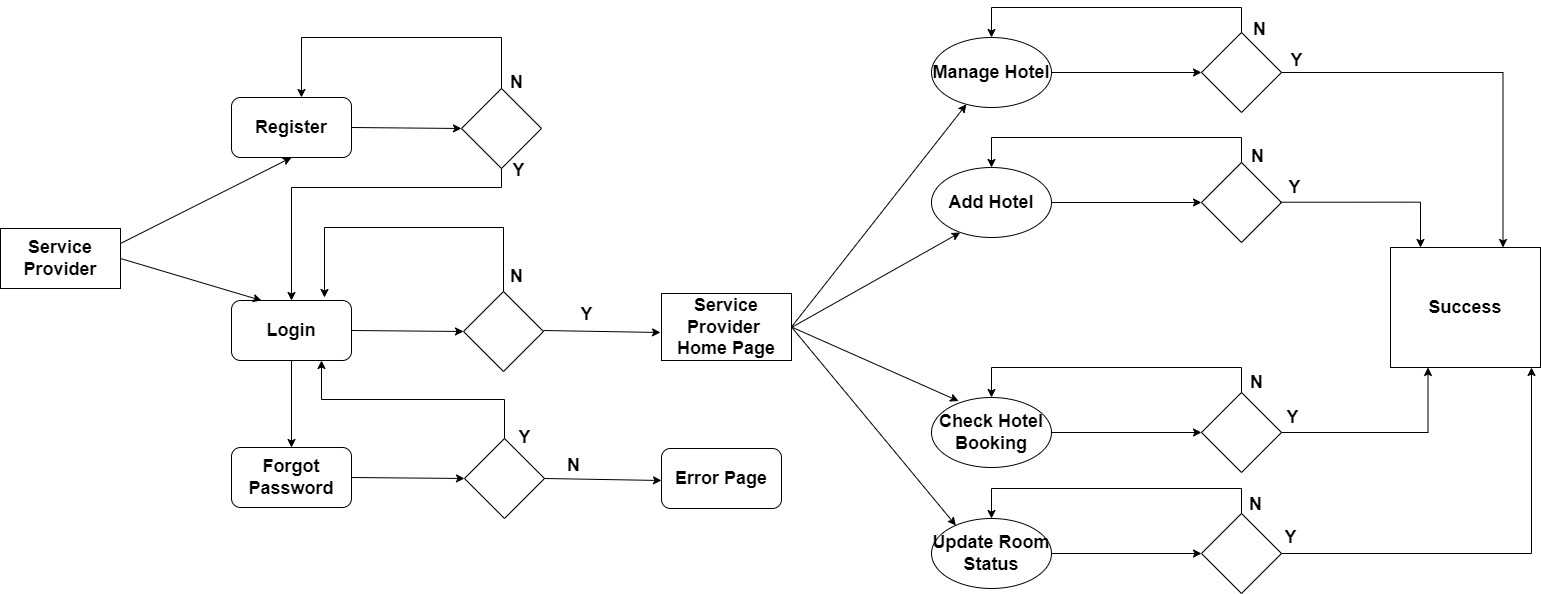 N
Y
Manage Hotel
N
Register
Y
N
Y
Add Hotel
Service
Provider
N
Login
Y
Service
Provider
Home Page
Success
N
Y
Check Hotel
Booking
Y
Forgot
Password
N
Error Page
N
Y
Update Room
Status